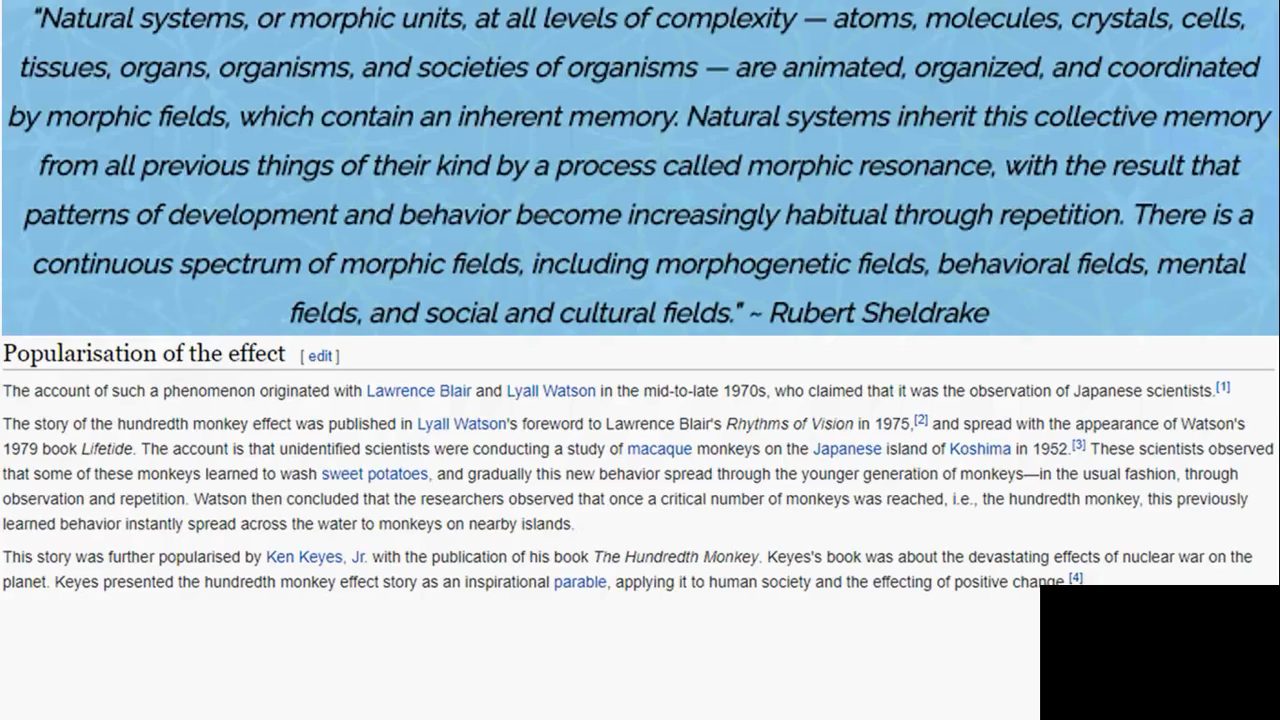 "Natural systems, or morphic units, at all levels of complexity — atoms, molecules, crystals, cells,
tissues, organs, organisms, and societies of organisms — are animated, organized, and coordinated
by morphic fields, which contain an inherent memory. Natural systems inherit this collective memory
from all previous things of their kind by a process called morphic resonance, with the result that
patterns of development and behavior become increasingly habitual through repetition. There is a
continuous spectrum of morphic fields, including morphogenetic fields, behavioral fields, mental
fields, and social and cultural fields." ~ Rubert Sheldrake
Popularisation of the effect [ edit ]
The account of such a phenomenon originated with Lawrence Blair and Lyall Watson in the mid-to-late 1970s, who claimed that it was the observation of Japanese scientists.[1]
The story of the hundredth monkey effect was published in Lyall Watson's foreword to Lawrence Blair's Rhythms of Vision in 1975,[2] and spread with the appearance of Watson's
1979 book Lifetide. The account is that unidentified scientists were conducting a study of macaque monkeys on the Japanese island of Koshima in 1952.[3] These scientists observed
that some of these monkeys learned to wash sweet potatoes, and gradually this new behavior spread through the younger generation of monkeys—in the usual fashion, through
observation and repetition. Watson then concluded that the researchers observed that once a critical number of monkeys was reached, i.e., the hundredth monkey, this previously
learned behavior instantly spread across the water to monkeys on nearby islands.
This story was further popularised by Ken Keyes, Jr. with the publication of his book The Hundredth Monkey. Keyes's book was about the devastating effects of nuclear war on the
planet. Keyes presented the hundredth monkey effect story as an inspirational parable, applying it to human society and the effecting of positive change.[4]